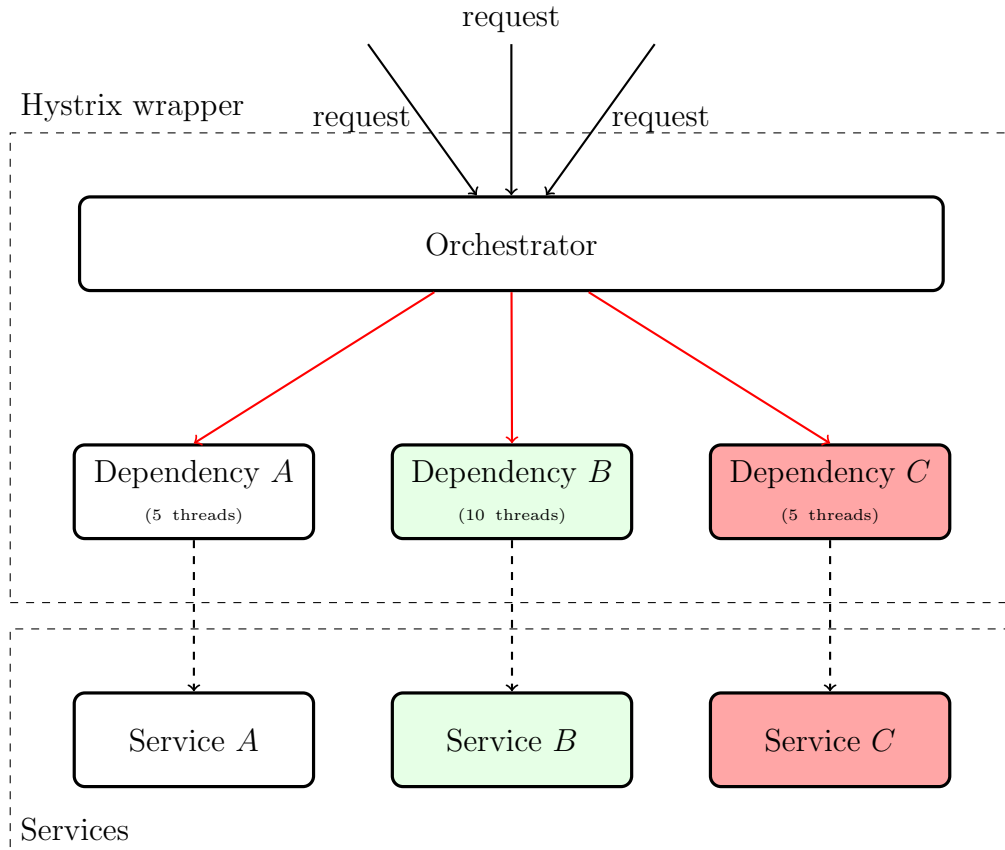 request
Hystrix wrapper
request
request
Orchestrator
Dependency A
(5 threads)
Dependency B
(10 threads)
Dependency C
(5 threads)
Service A
Service B
Service C
Services